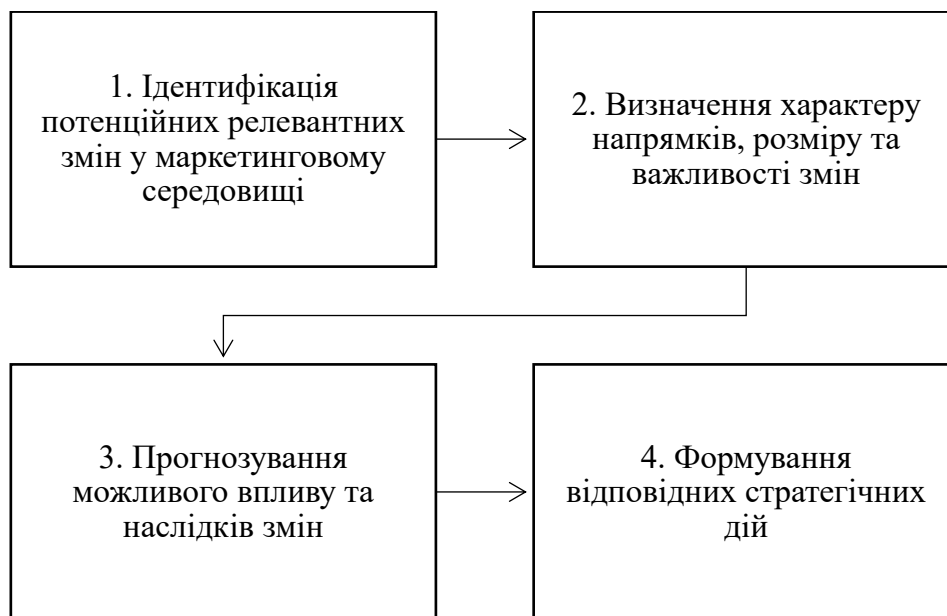 1. Ідентифікація
потенційних релевантних
змін у маркетинговому
середовищі
2. Визначення характеру
напрямків, розміру та
важливості змін
3. Прогнозування
можливого впливу та
наслідків змін
4. Формування
відповідних стратегічних
дій